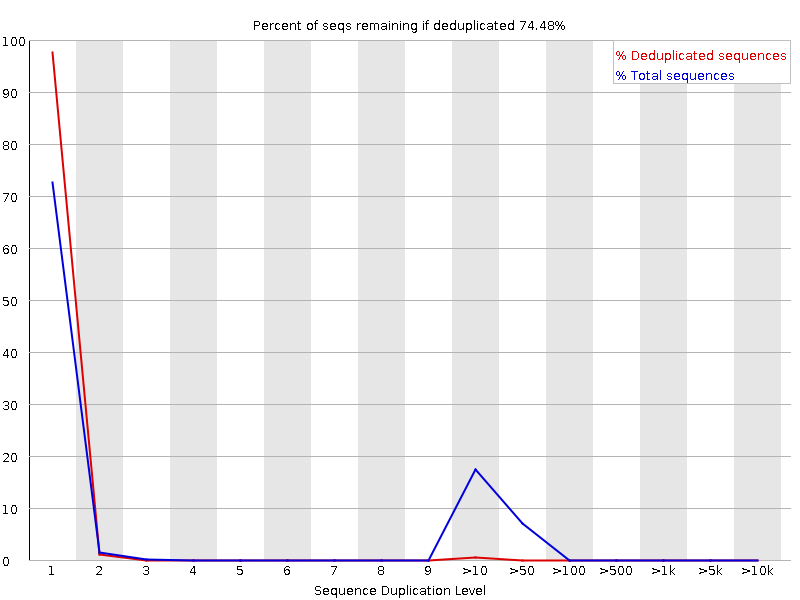 Percent of seqs remaining if deduplicated 74.48%
% Deduplicated sequences
% Total sequences
100
90
80
70
60
50
40
30
20
10
0
1 2 3 4 5 6 7 8 9 >10 >50 >100 >500 >1k >5k >10k
Sequence Duplication Level